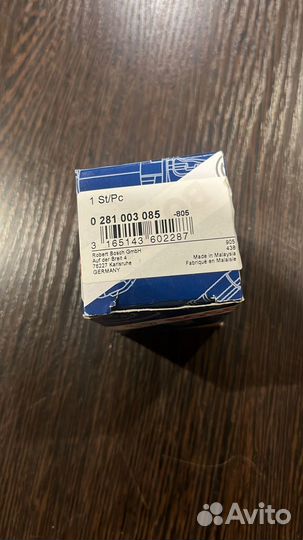 1 St/Pc
0 281 003 085 -805
3 165143 602287
Robert Bosch GmbH
Auf der Breit 4
76227 Karlsruhe
GERMANY
905
438
Made in Malaysia
Fabriqué en Malaisie
Avito